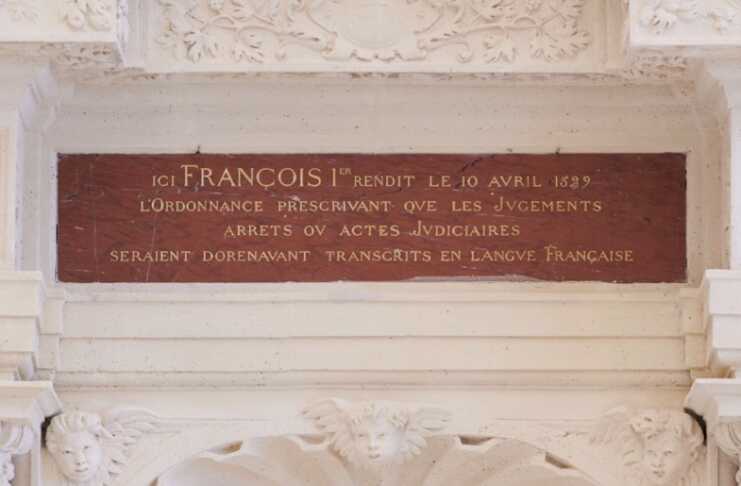 ICI FRANÇOIS IER RENDIT LE 10 AVRIL 1539
L'ORDONNANCE PRESCRIVANT QVE LES JVGEMENTS
ARRETS OV ACTES JVDICIAIRES
SERAIENT DORENAVANT TRANSCRITS EN LANGVE FRANÇAISE